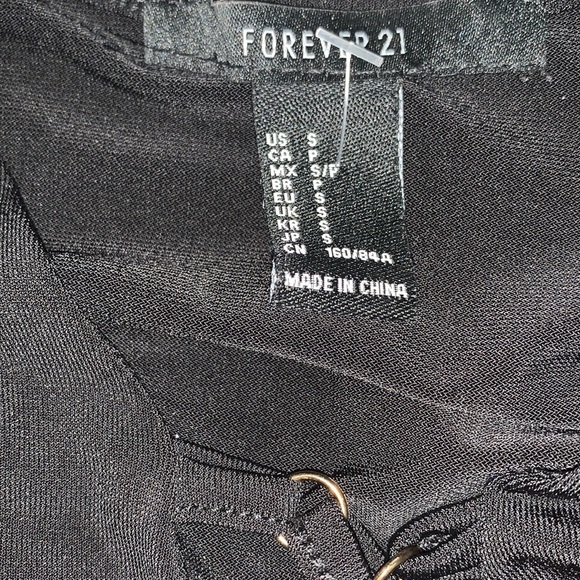 FOREVER 21
US S
CA P
MX S/P
BR P
EU S
UK S
KR S
JP S
CN 160/84A
MADE IN CHINA